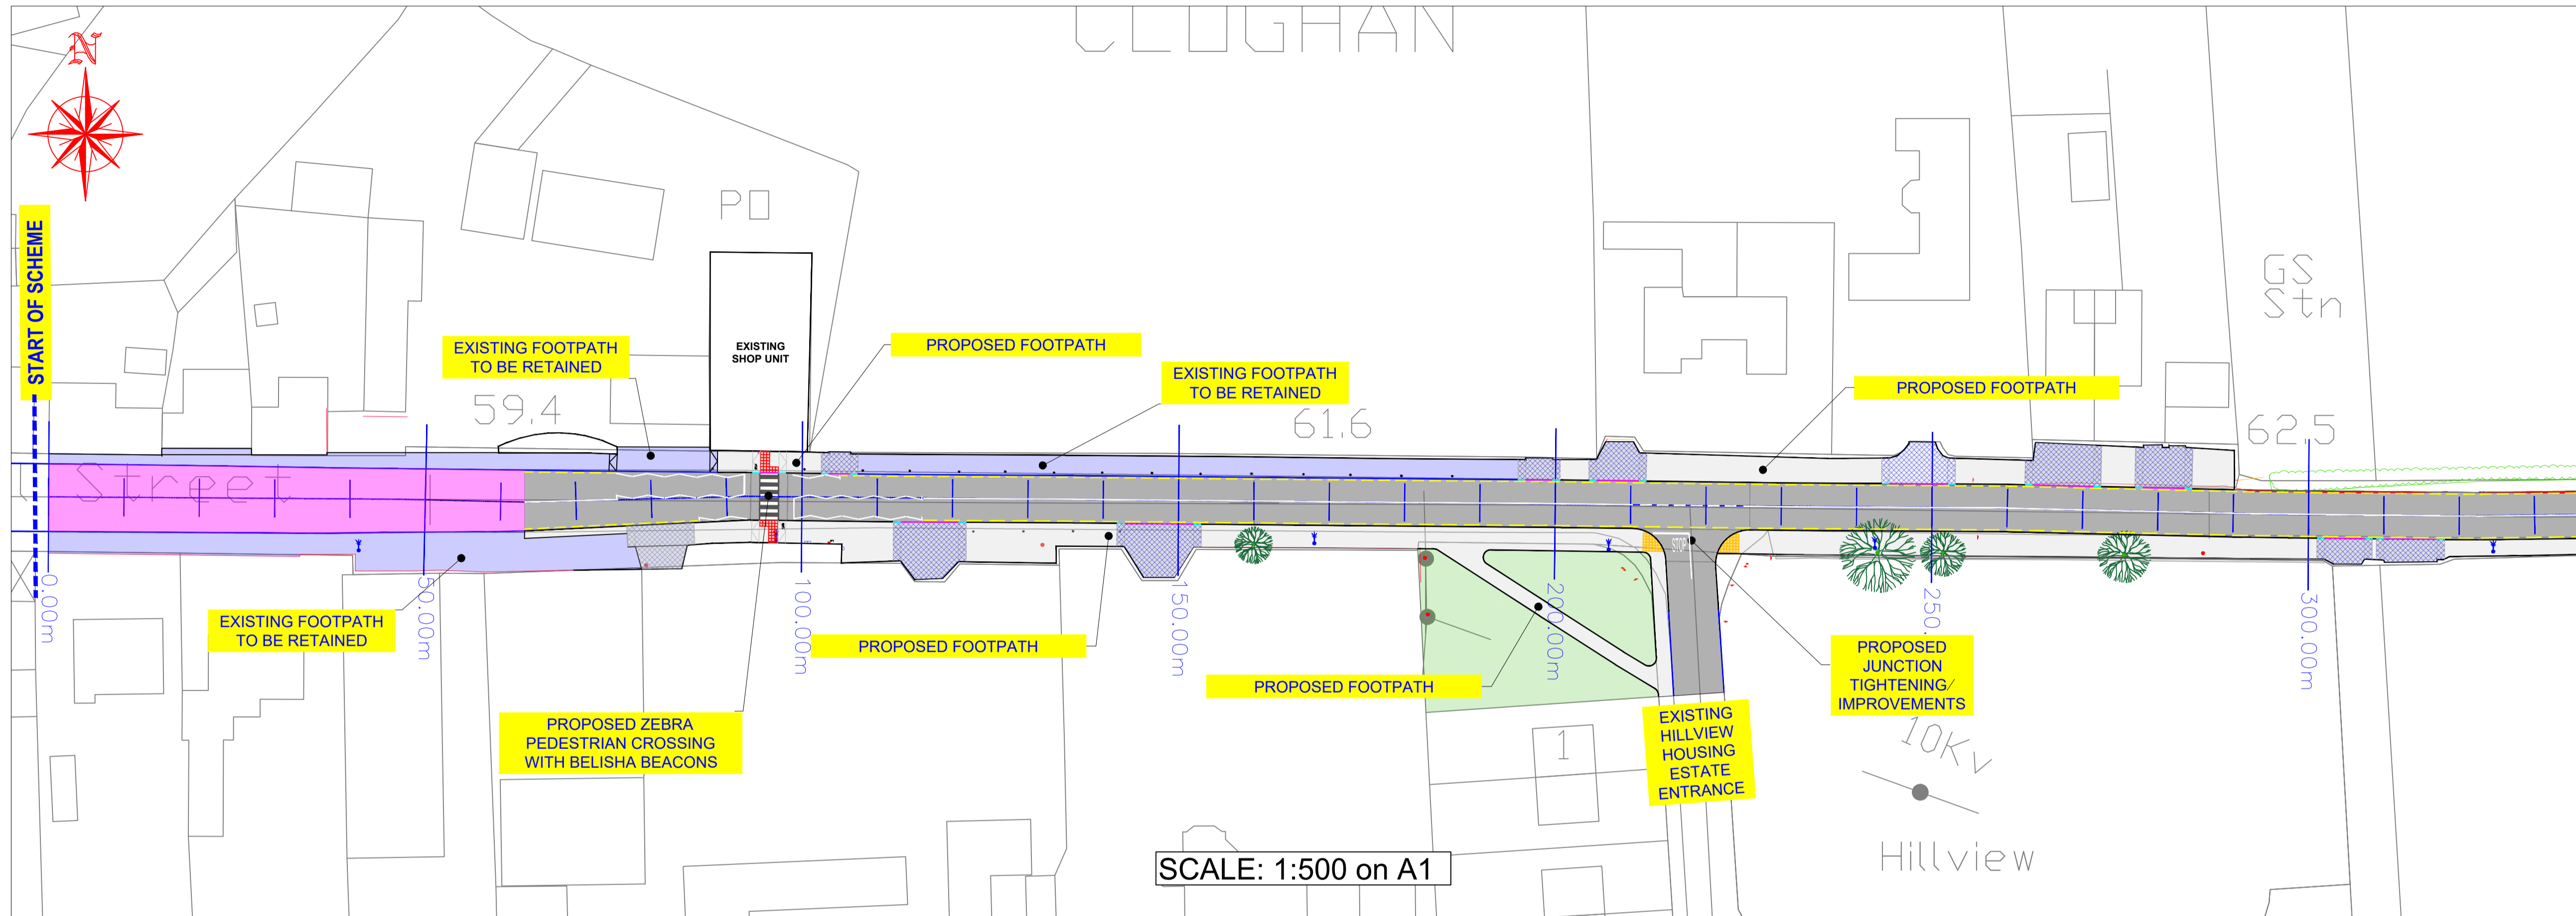 CLOGHAN
N
START OF SCHEME
PO
EXISTING
SHOP UNIT
EXISTING FOOTPATH
TO BE RETAINED
PROPOSED FOOTPATH
EXISTING FOOTPATH
TO BE RETAINED
PROPOSED FOOTPATH
GS
Stn
59.4
61.6
62.5
Street
STOP
0.00m
50.00m
100.00m
150.00m
200.00m
250.
300.00m
EXISTING FOOTPATH
TO BE RETAINED
PROPOSED FOOTPATH
PROPOSED FOOTPATH
PROPOSED
JUNCTION
TIGHTENING/
IMPROVEMENTS
PROPOSED ZEBRA
PEDESTRIAN CROSSING
WITH BELISHA BEACONS
EXISTING
HILLVIEW
HOUSING
ESTATE
ENTRANCE
1
10Kv
Hillview
SCALE: 1:500 on A1